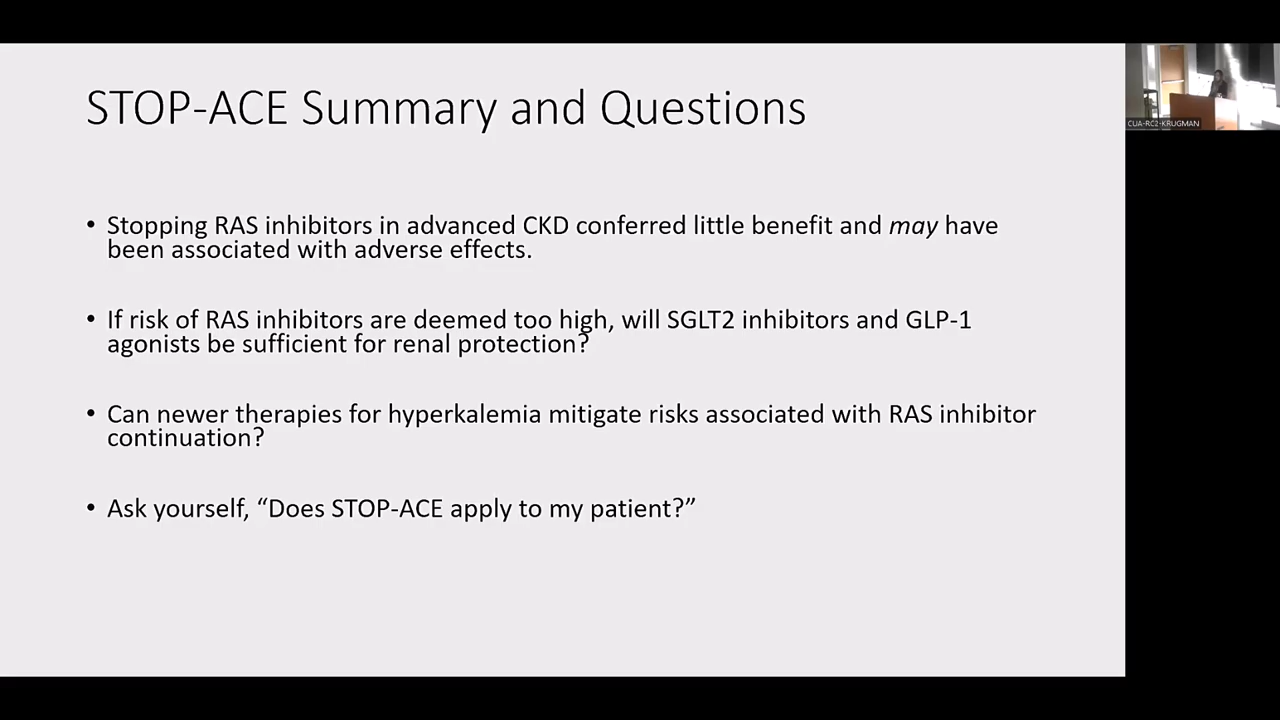 STOP-ACE Summary and Questions
CUA-RC2-KRUGMAN
• Stopping RAS inhibitors in advanced CKD conferred little benefit and may have
been associated with adverse effects.
• If risk of RAS inhibitors are deemed too high, will SGLT2 inhibitors and GLP-1
agonists be sufficient for renal protection?
• Can newer therapies for hyperkalemia mitigate risks associated with RAS inhibitor
continuation?
• Ask yourself, “Does STOP-ACE apply to my patient?”